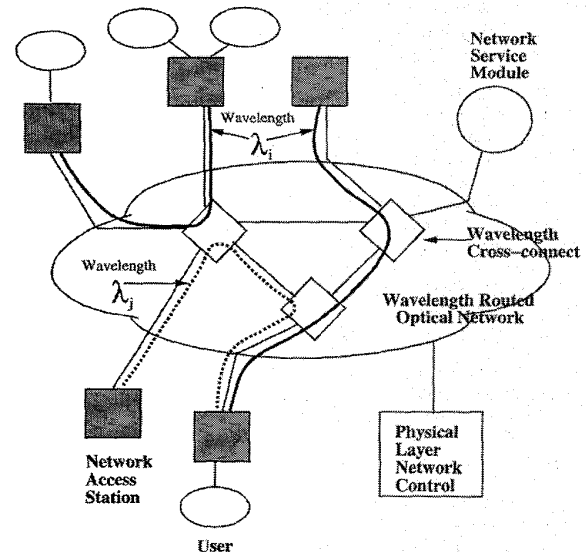 Network
Service
Module
Wavelength
λi
Wavelength
Cross–connect
Wavelength
λj
Wavelength Routed
Optical Network
Network
Access
Station
Physical
Layer
Network
Control
User